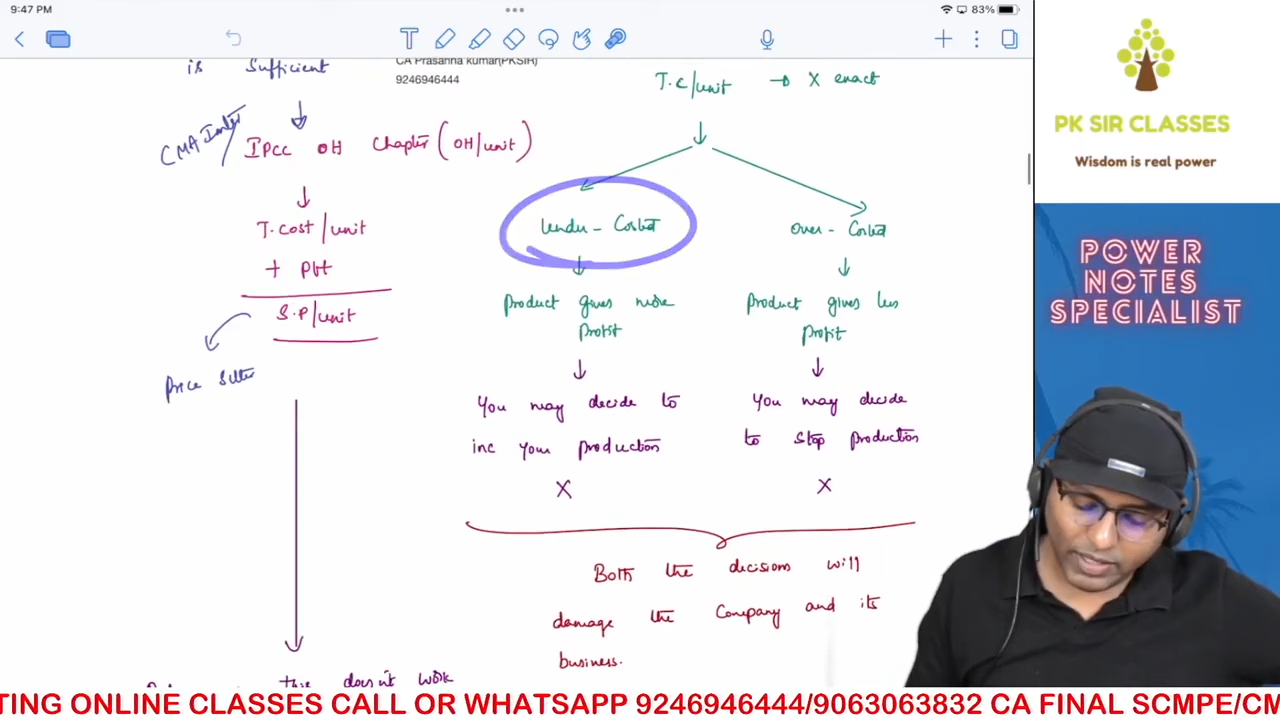 9:47 PM
83%
is Sufficient
CA Prasanna kumar(PKSIR)
9246946444
CMA Inter/
IPCC OH Chapter (OH/unit)
T.Cost/unit
+ Pbt
S.P/unit
Price Setter
T.C/unit → X exact
Under - Costed
Over - Costed
Product gives more
Profit
Product gives less
Profit
You may decide to
inc your production
X
You may decide
to stop production
X
Both the decisions will
damage the Company and its
business.
this doesn't work
PK SIR CLASSES
Wisdom is real power
POWER
NOTES
SPECIALIST
TING ONLINE CLASSES CALL OR WHATSAPP 9246946444/9063063832 CA FINAL SCMPE/CM